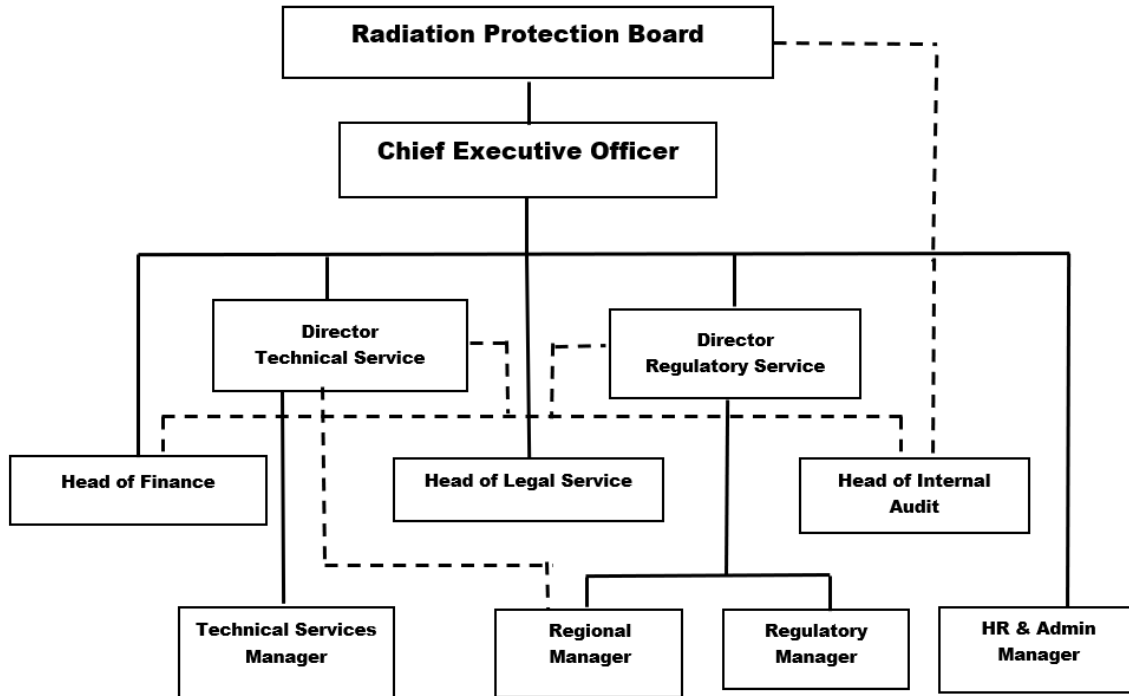 Radiation Protection Board
Chief Executive Officer
Director
Technical Service
Director
Regulatory Service
Head of Finance
Head of Legal Service
Head of Internal
Audit
Technical Services
Manager
Regional
Manager
Regulatory
Manager
HR & Admin
Manager